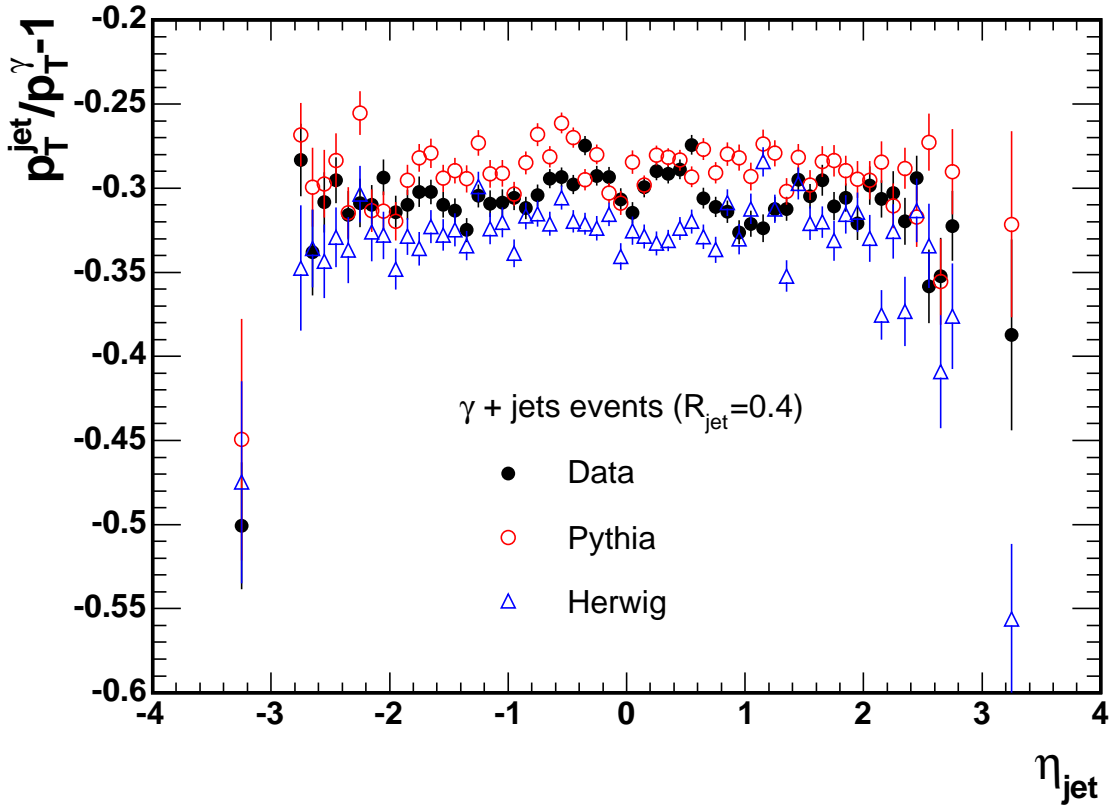 p_T^jet/p_T^γ-1
-0.2
-0.25
-0.3
-0.35
-0.4
-0.45
-0.5
-0.55
-0.6
γ + jets events (R_jet=0.4)
Data
Pythia
Herwig
-4 -3 -2 -1 0 1 2 3 4
η_jet